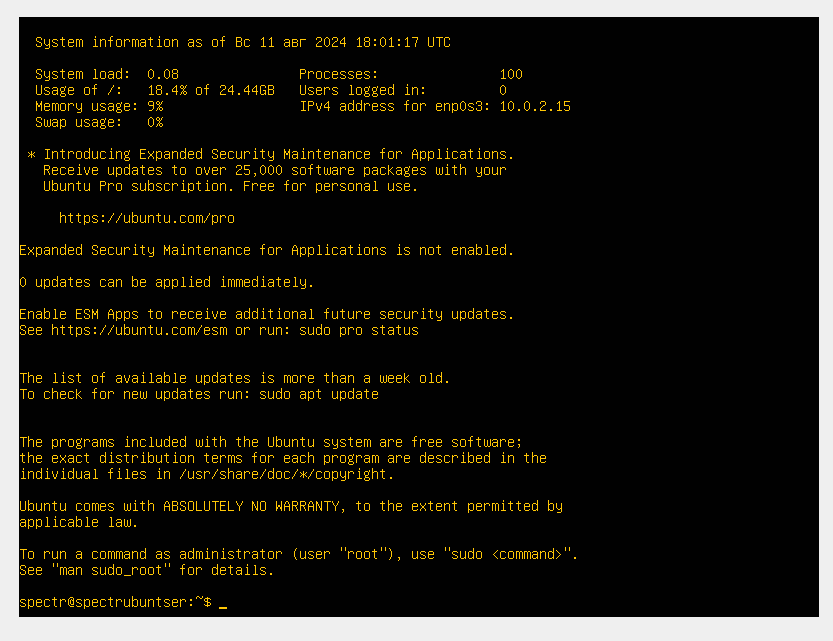 System information as of Вс 11 авг 2024 18:01:17 UTC
System load:  0.08               Processes:               100
Usage of /:   18.4% of 24.44GB   Users logged in:         0
Memory usage: 9%                 IPv4 address for enp0s3: 10.0.2.15
Swap usage:   0%
* Introducing Expanded Security Maintenance for Applications.
Receive updates to over 25,000 software packages with your
Ubuntu Pro subscription. Free for personal use.
https://ubuntu.com/pro
Expanded Security Maintenance for Applications is not enabled.
0 updates can be applied immediately.
Enable ESM Apps to receive additional future security updates.
See https://ubuntu.com/esm or run: sudo pro status
The list of available updates is more than a week old.
To check for new updates run: sudo apt update
The programs included with the Ubuntu system are free software;
the exact distribution terms for each program are described in the
individual files in /usr/share/doc/*/copyright.
Ubuntu comes with ABSOLUTELY NO WARRANTY, to the extent permitted by
applicable law.
To run a command as administrator (user "root"), use "sudo <command>".
See "man sudo_root" for details.
spectr@spectrubuntser:~$ _